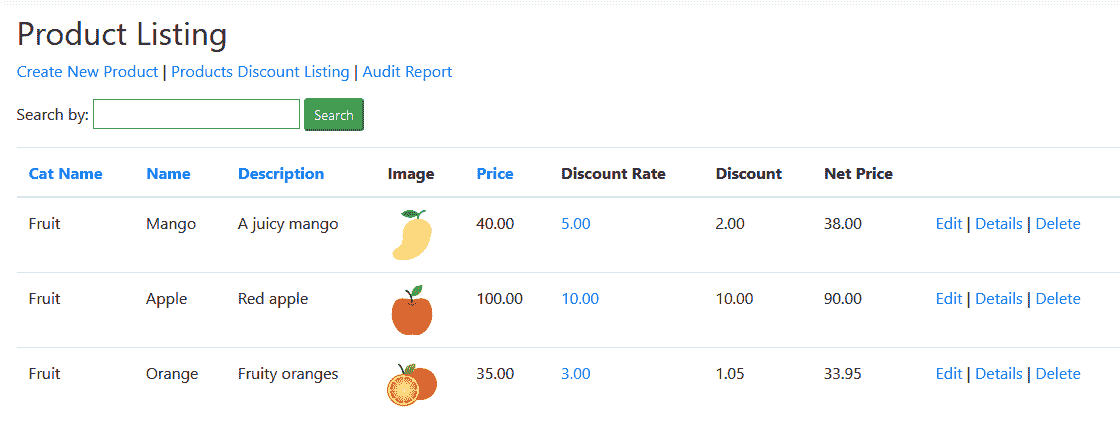 Product Listing
Create New Product | Products Discount Listing | Audit Report
Search by: Search
Cat Name Name Description Image Price Discount Rate Discount Net Price
Fruit Mango A juicy mango 40.00 5.00 2.00 38.00 Edit | Details | Delete
Fruit Apple Red apple 100.00 10.00 10.00 90.00 Edit | Details | Delete
Fruit Orange Fruity oranges 35.00 3.00 1.05 33.95 Edit | Details | Delete